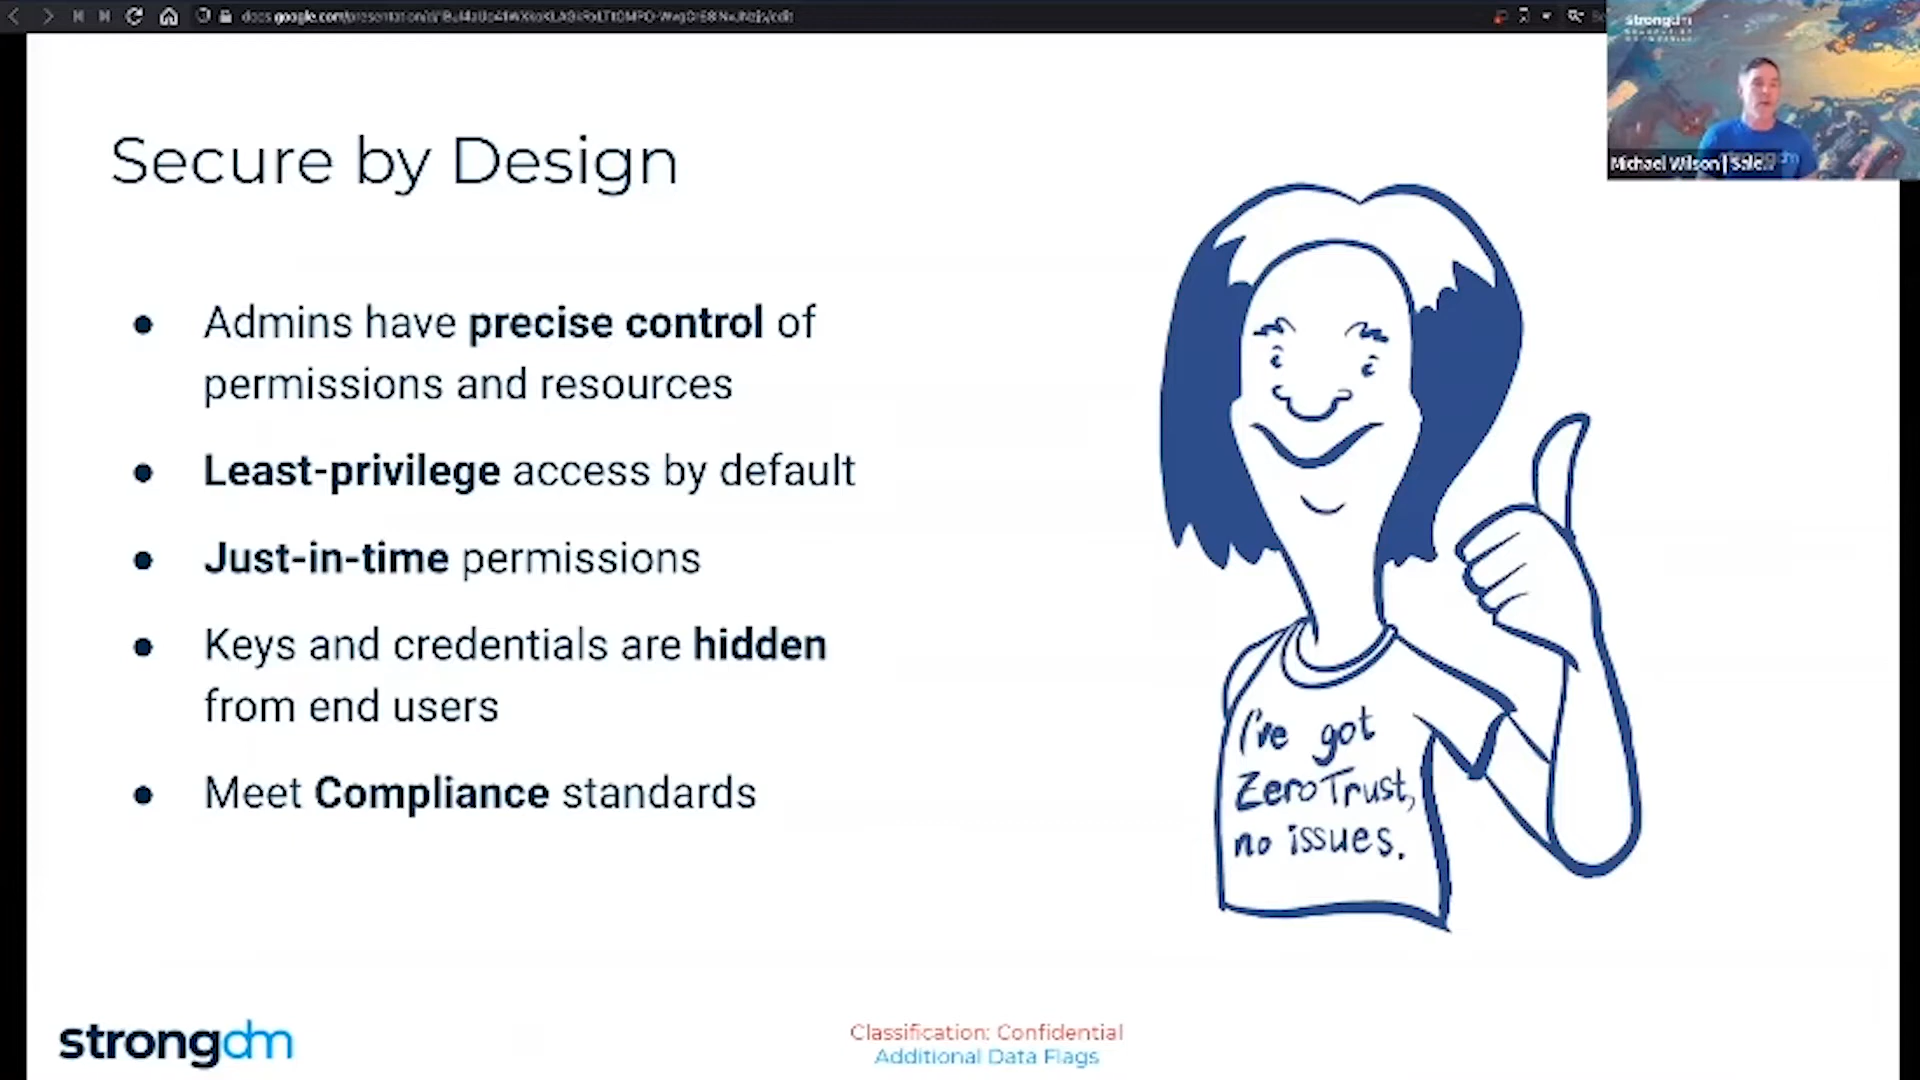 strongdm
Michael Wilson | Sale...
Secure by Design
Admins have precise control of
permissions and resources
Least-privilege access by default
Just-in-time permissions
Keys and credentials are hidden
from end users
Meet Compliance standards
I've got
Zero Trust,
no issues.
strongdm
Classification: Confidential
Additional Data Flags